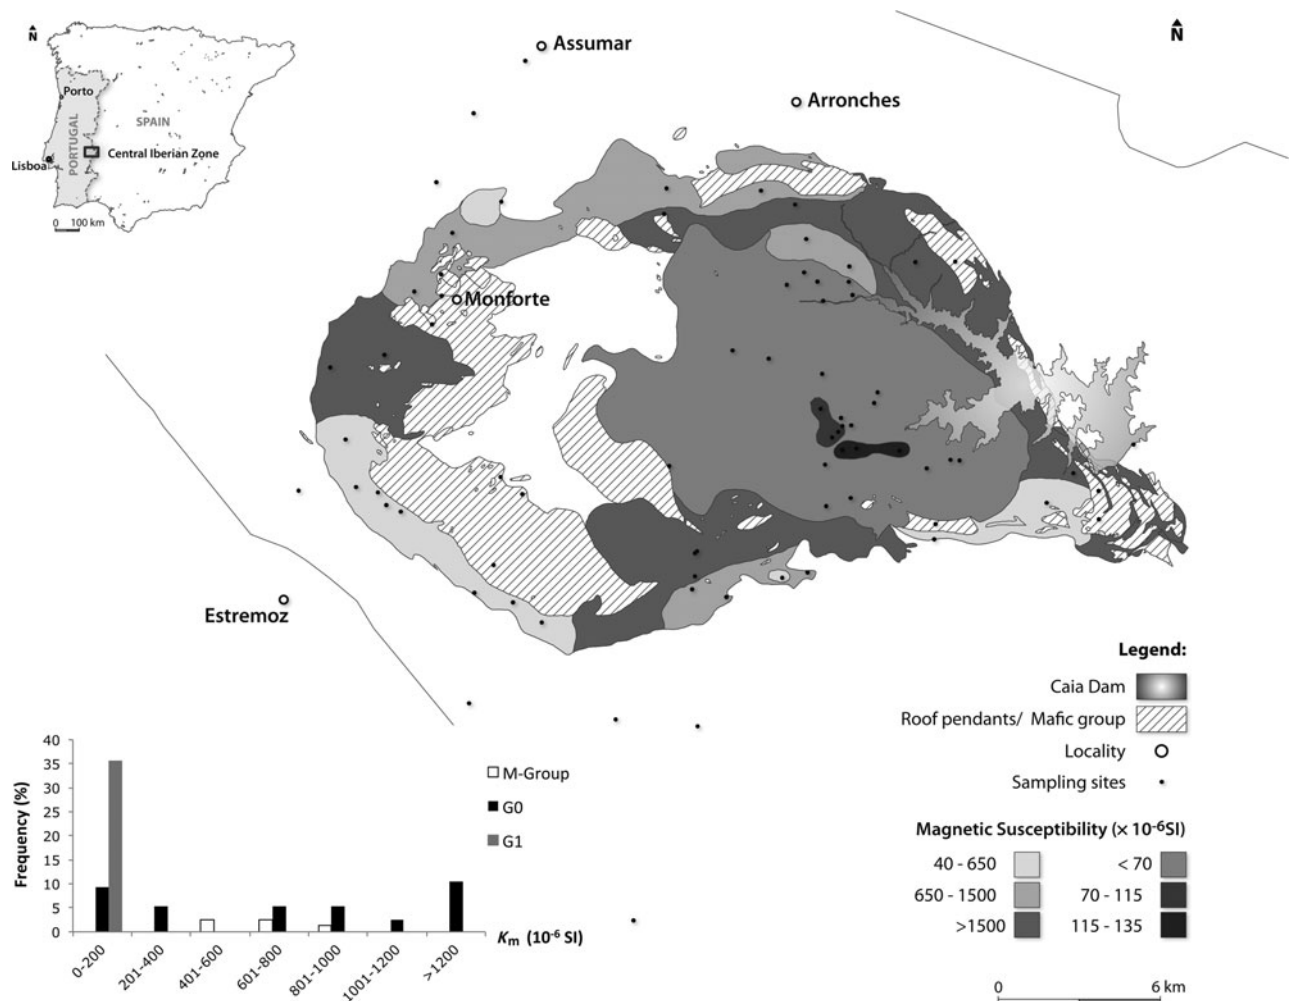 N
Porto
PORTUGAL
SPAIN
Lisboa
Central Iberian Zone
0 100 km
Assumar
N
Arronches
Monforte
Estremoz
Legend:
Caia Dam
Roof pendants/ Mafic group
Locality
Sampling sites
Magnetic Susceptibility (× 10⁻⁶SI)
40 - 650 < 70
650 - 1500 70 - 115
>1500 115 - 135
0 6 km
Frequency (%)
40
35
30
25
20
15
10
5
0
M-Group
G0
G1
0-200
201-400
401-600
601-800
801-1000
1001-1200
>1200
Km (10⁻⁶ SI)